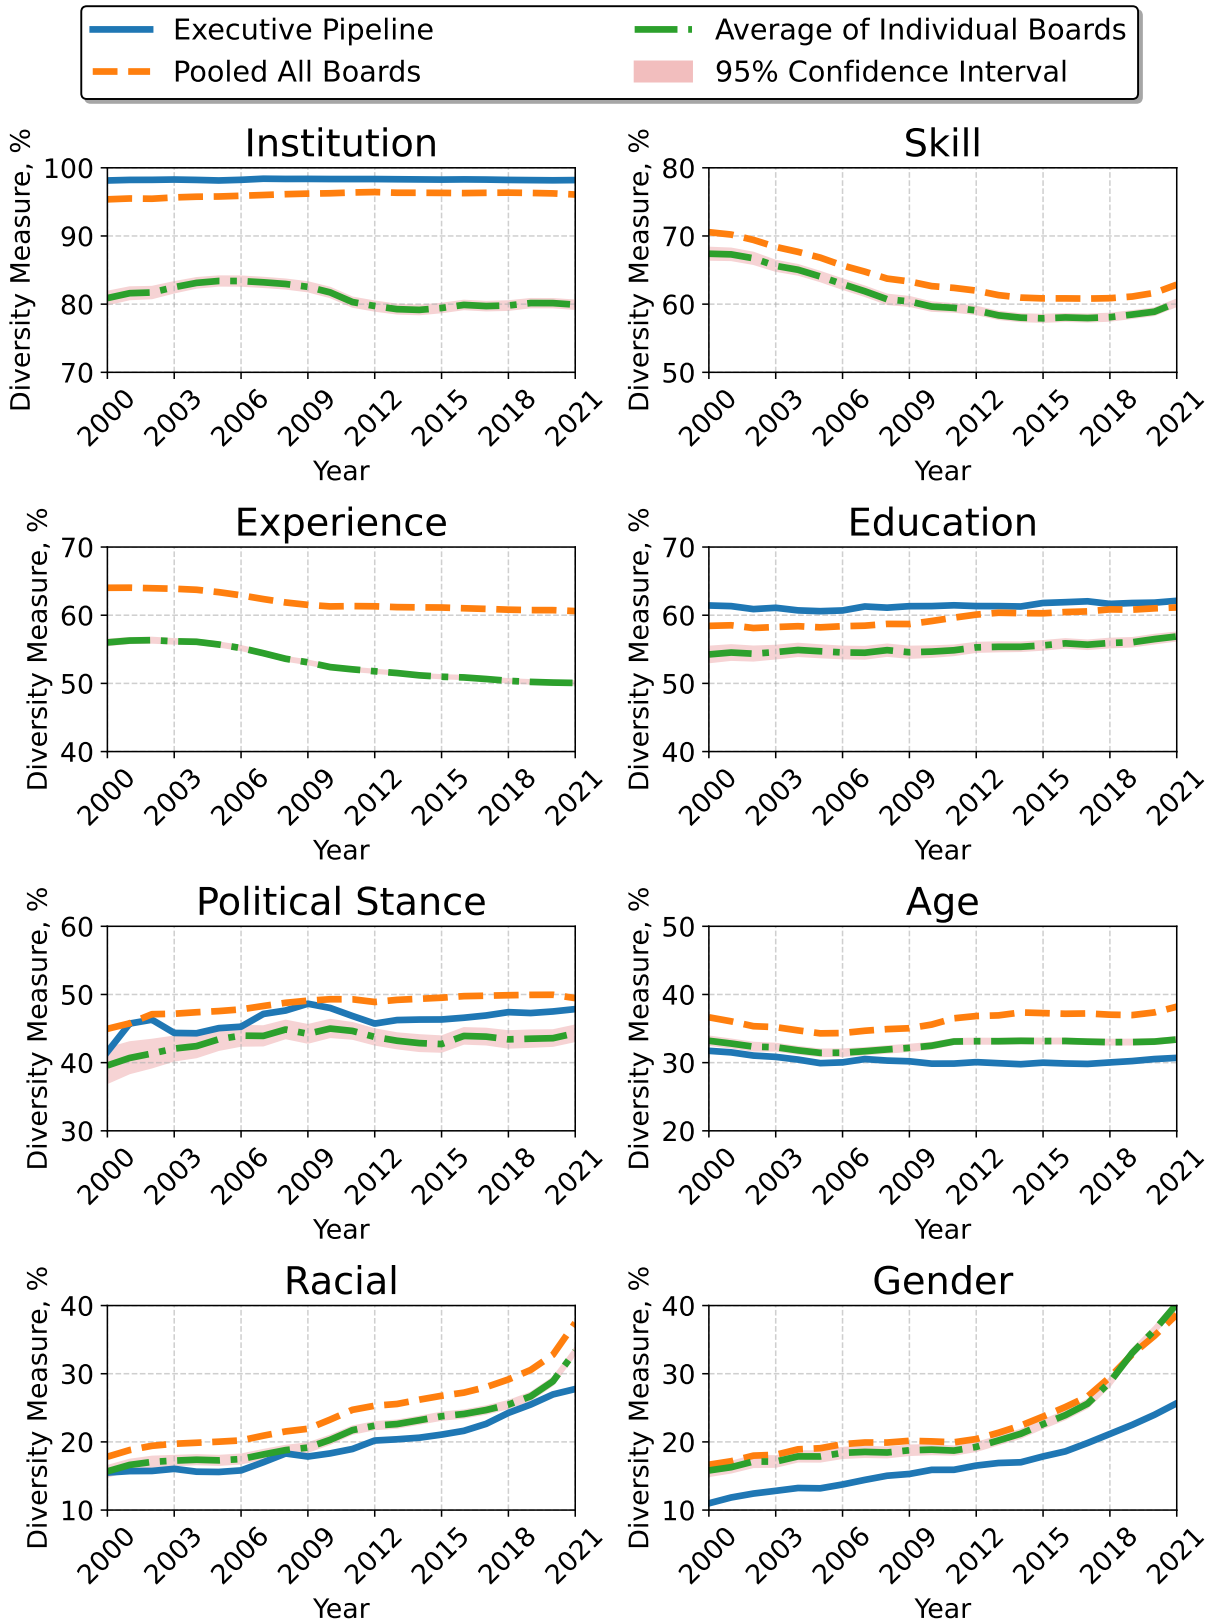 Executive Pipeline
Pooled All Boards
Average of Individual Boards
95% Confidence Interval
Institution
Diversity Measure, %
100
90
80
70
2000 2003 2006 2009 2012 2015 2018 2021
Year
Skill
Diversity Measure, %
80
70
60
50
2000 2003 2006 2009 2012 2015 2018 2021
Year
Experience
Diversity Measure, %
70
60
50
40
2000 2003 2006 2009 2012 2015 2018 2021
Year
Education
Diversity Measure, %
70
60
50
40
2000 2003 2006 2009 2012 2015 2018 2021
Year
Political Stance
Diversity Measure, %
60
50
40
30
2000 2003 2006 2009 2012 2015 2018 2021
Year
Age
Diversity Measure, %
50
40
30
20
2000 2003 2006 2009 2012 2015 2018 2021
Year
Racial
Diversity Measure, %
40
30
20
10
2000 2003 2006 2009 2012 2015 2018 2021
Year
Gender
Diversity Measure, %
40
30
20
10
2000 2003 2006 2009 2012 2015 2018 2021
Year